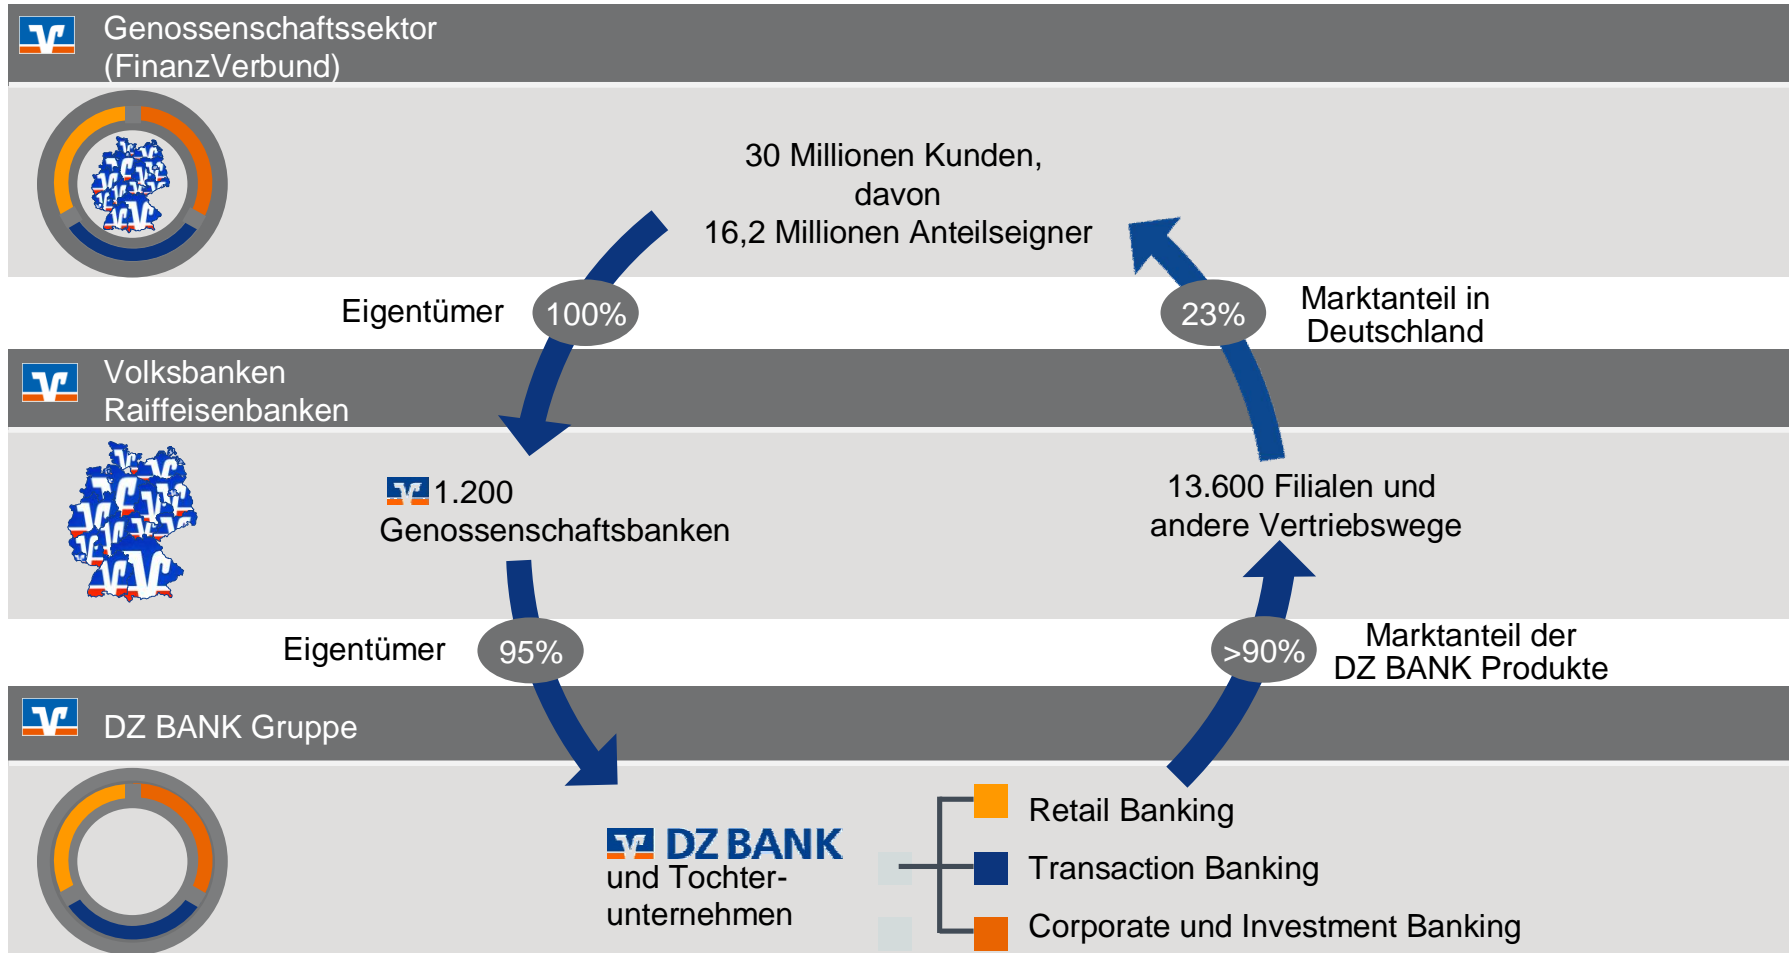 Genossenschaftssektor
(FinanzVerbund)
30 Millionen Kunden,
davon
16,2 Millionen Anteilseigner
Eigentümer
100%
23%
Marktanteil in
Deutschland
Volksbanken
Raiffeisenbanken
1.200
Genossenschaftsbanken
13.600 Filialen und
andere Vertriebswege
Eigentümer
95%
>90%
Marktanteil der
DZ BANK Produkte
DZ BANK Gruppe
DZ BANK
und Tochter-
unternehmen
Retail Banking
Transaction Banking
Corporate und Investment Banking